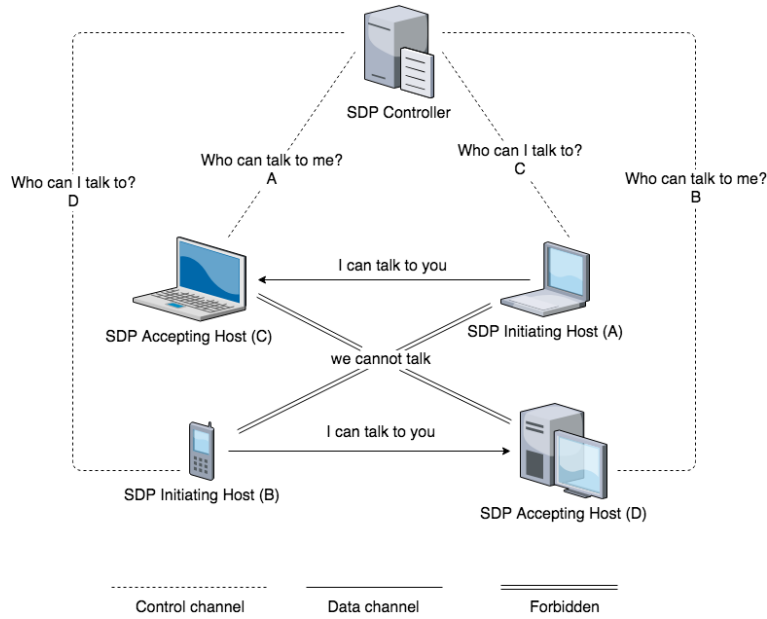 SDP Controller
Who can talk to me?
A
Who can I talk to?
C
Who can I talk to?
D
Who can talk to me?
B
I can talk to you
SDP Accepting Host (C)
SDP Initiating Host (A)
we cannot talk
I can talk to you
SDP Initiating Host (B)
SDP Accepting Host (D)
Control channel
Data channel
Forbidden